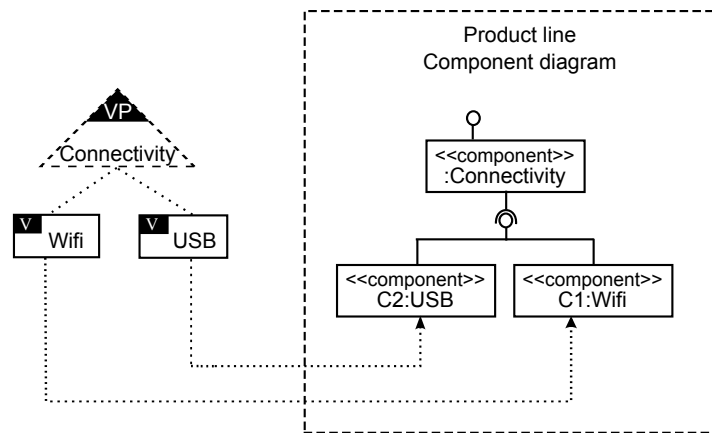 Product line
Component diagram
VP
Connectivity
<<component>>
:Connectivity
V
Wifi
V
USB
<<component>>
C2:USB
<<component>>
C1:Wifi